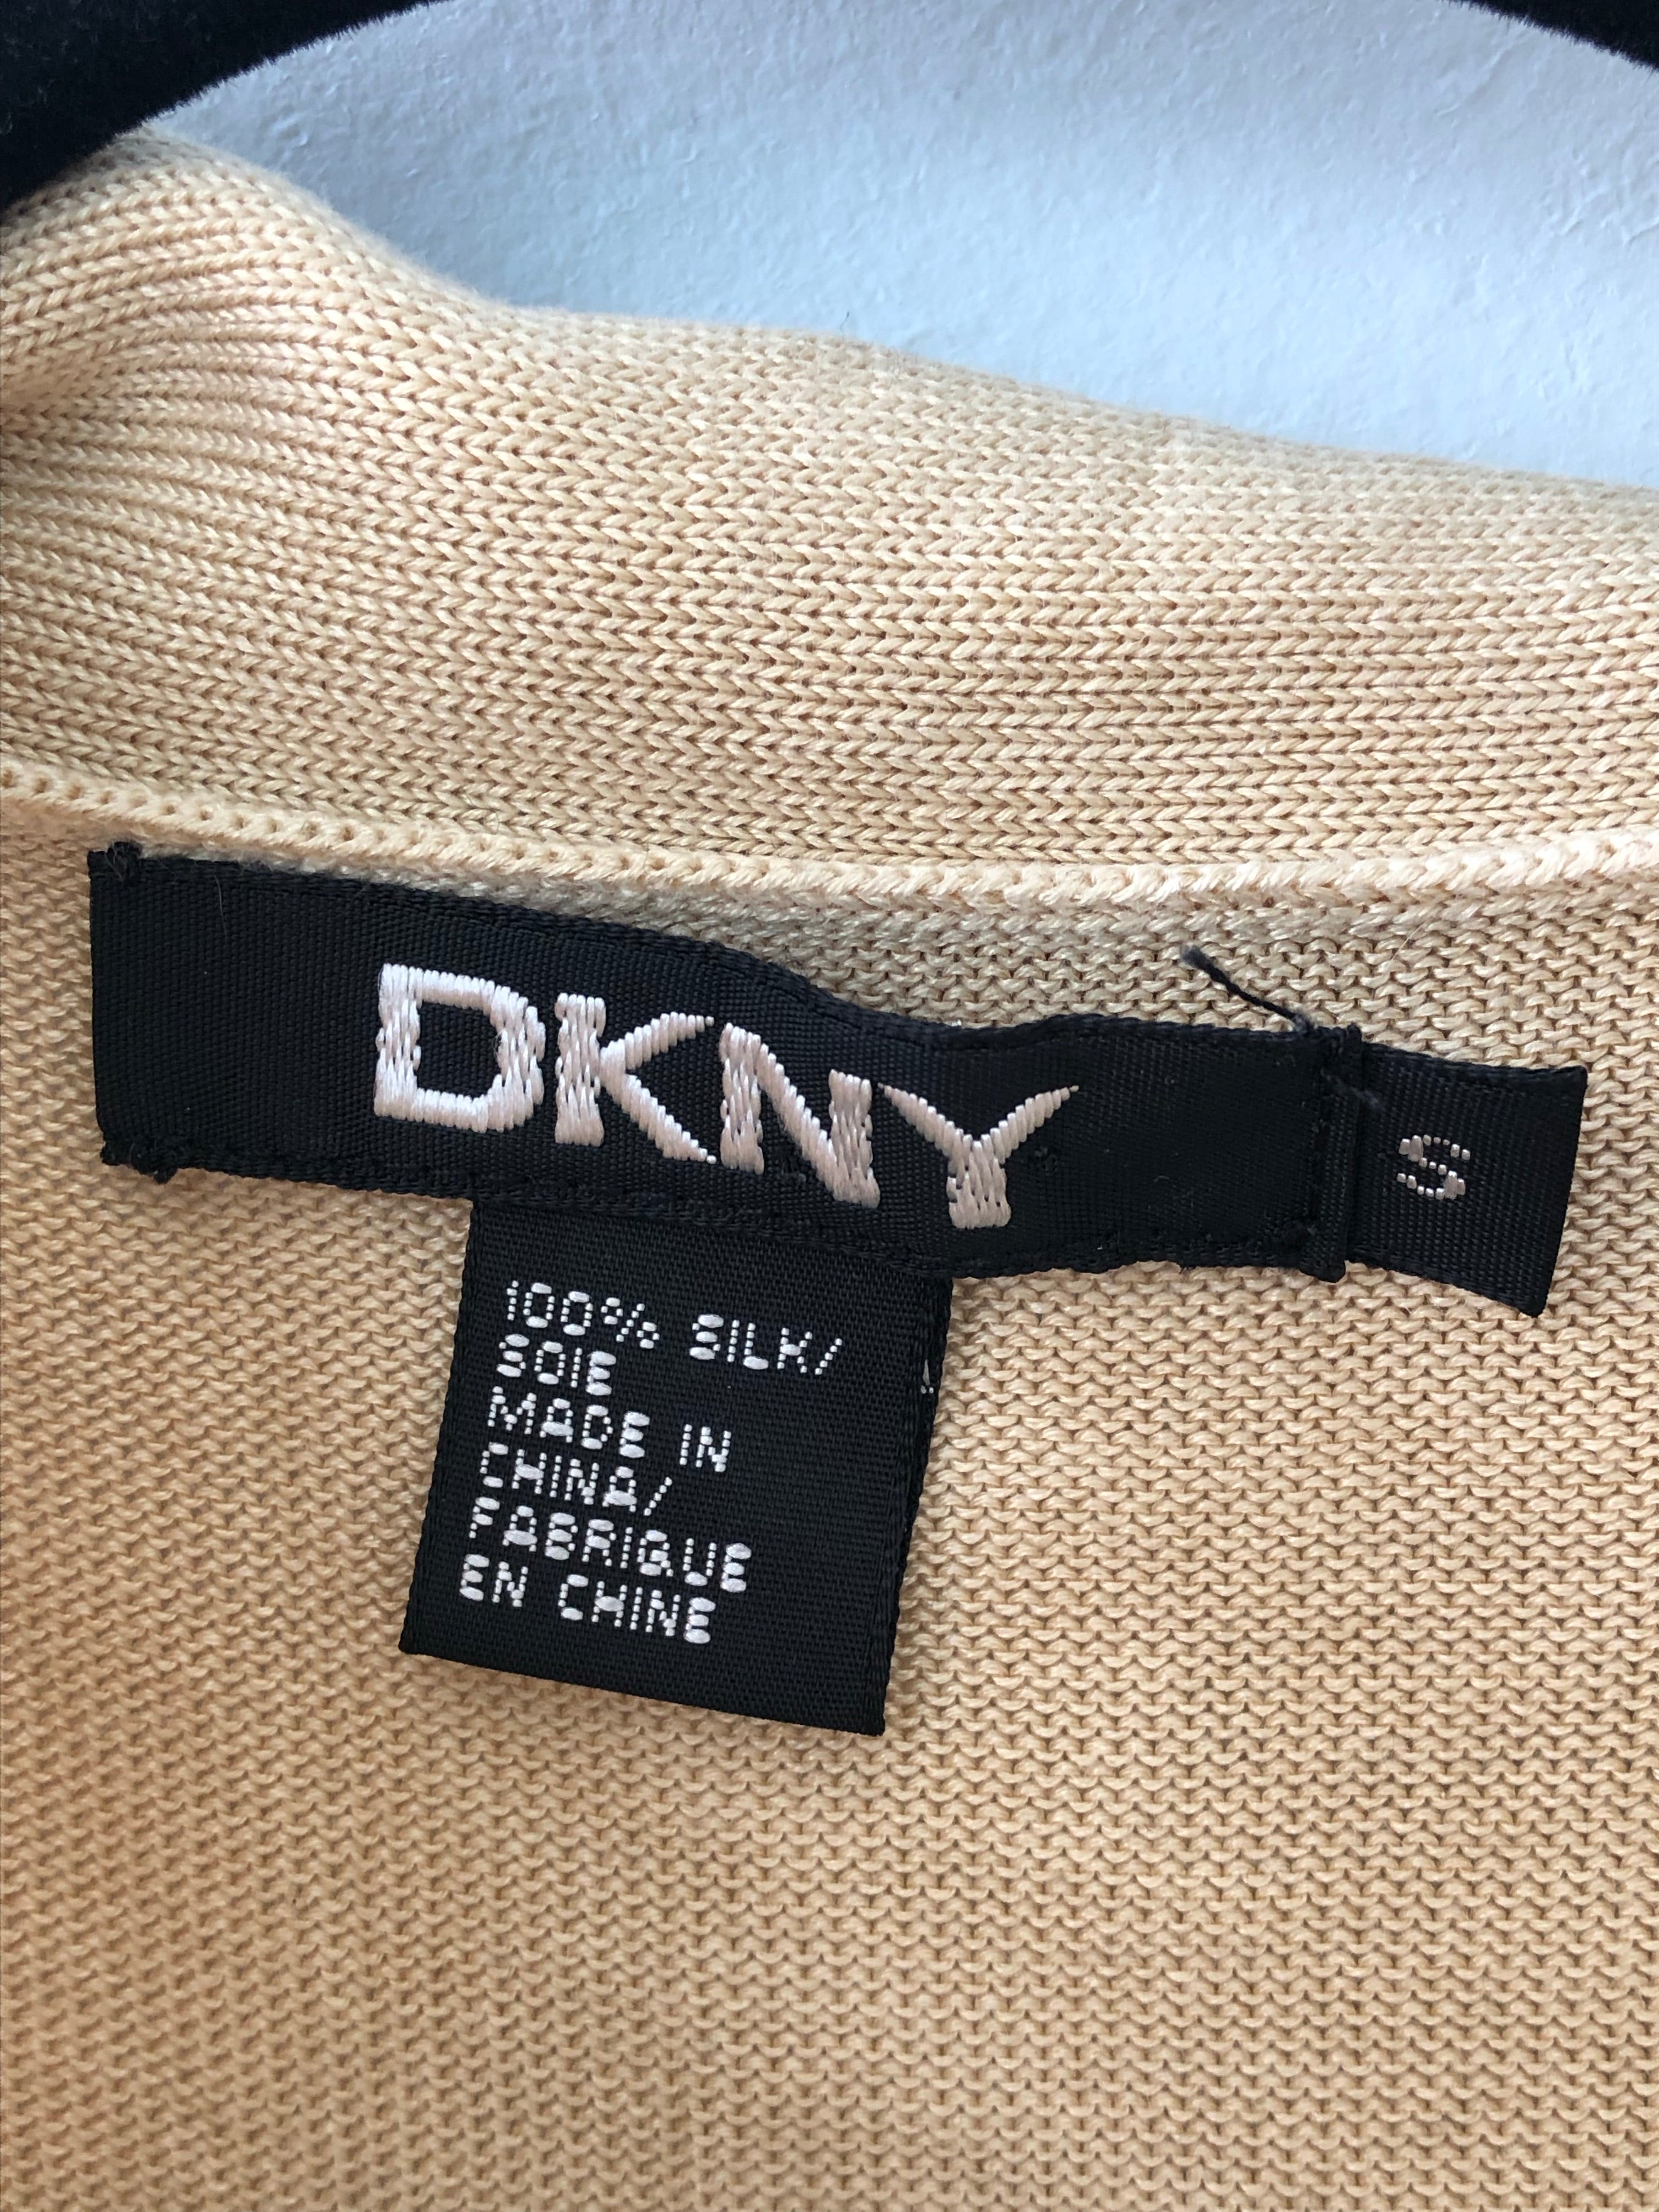 DKNY
S
100% SILK/
SOIE
MADE IN
CHINA/
FABRIQUE
EN CHINE